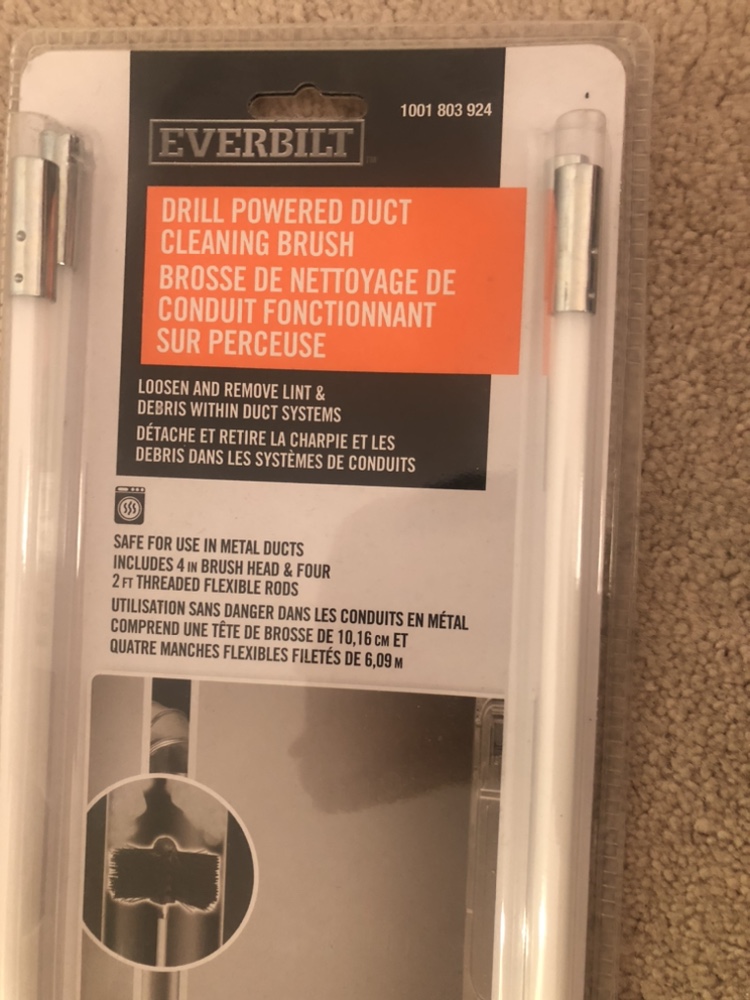 1001 803 924
EVERBILT
DRILL POWERED DUCT
CLEANING BRUSH
BROSSE DE NETTOYAGE DE
CONDUIT FONCTIONNANT
SUR PERCEUSE
LOOSEN AND REMOVE LINT &
DEBRIS WITHIN DUCT SYSTEMS
DÉTACHE ET RETIRE LA CHARPIE ET LES
DEBRIS DANS LES SYSTÈMES DE CONDUITS
SAFE FOR USE IN METAL DUCTS
INCLUDES 4 IN BRUSH HEAD & FOUR
2 FT THREADED FLEXIBLE RODS
UTILISATION SANS DANGER DANS LES CONDUITS EN MÉTAL
COMPREND UNE TÊTE DE BROSSE DE 10,16 CM ET
QUATRE MANCHES FLEXIBLES FILETÉS DE 6,09 M